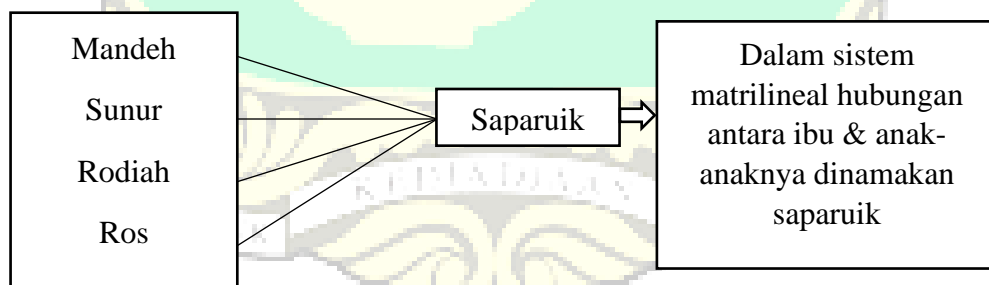 Mandeh
Sunur
Rodiah
Ros
Saparuik
Dalam sistem
matrilineal hubungan
antara ibu & anak-
anaknya dinamakan
saparuik